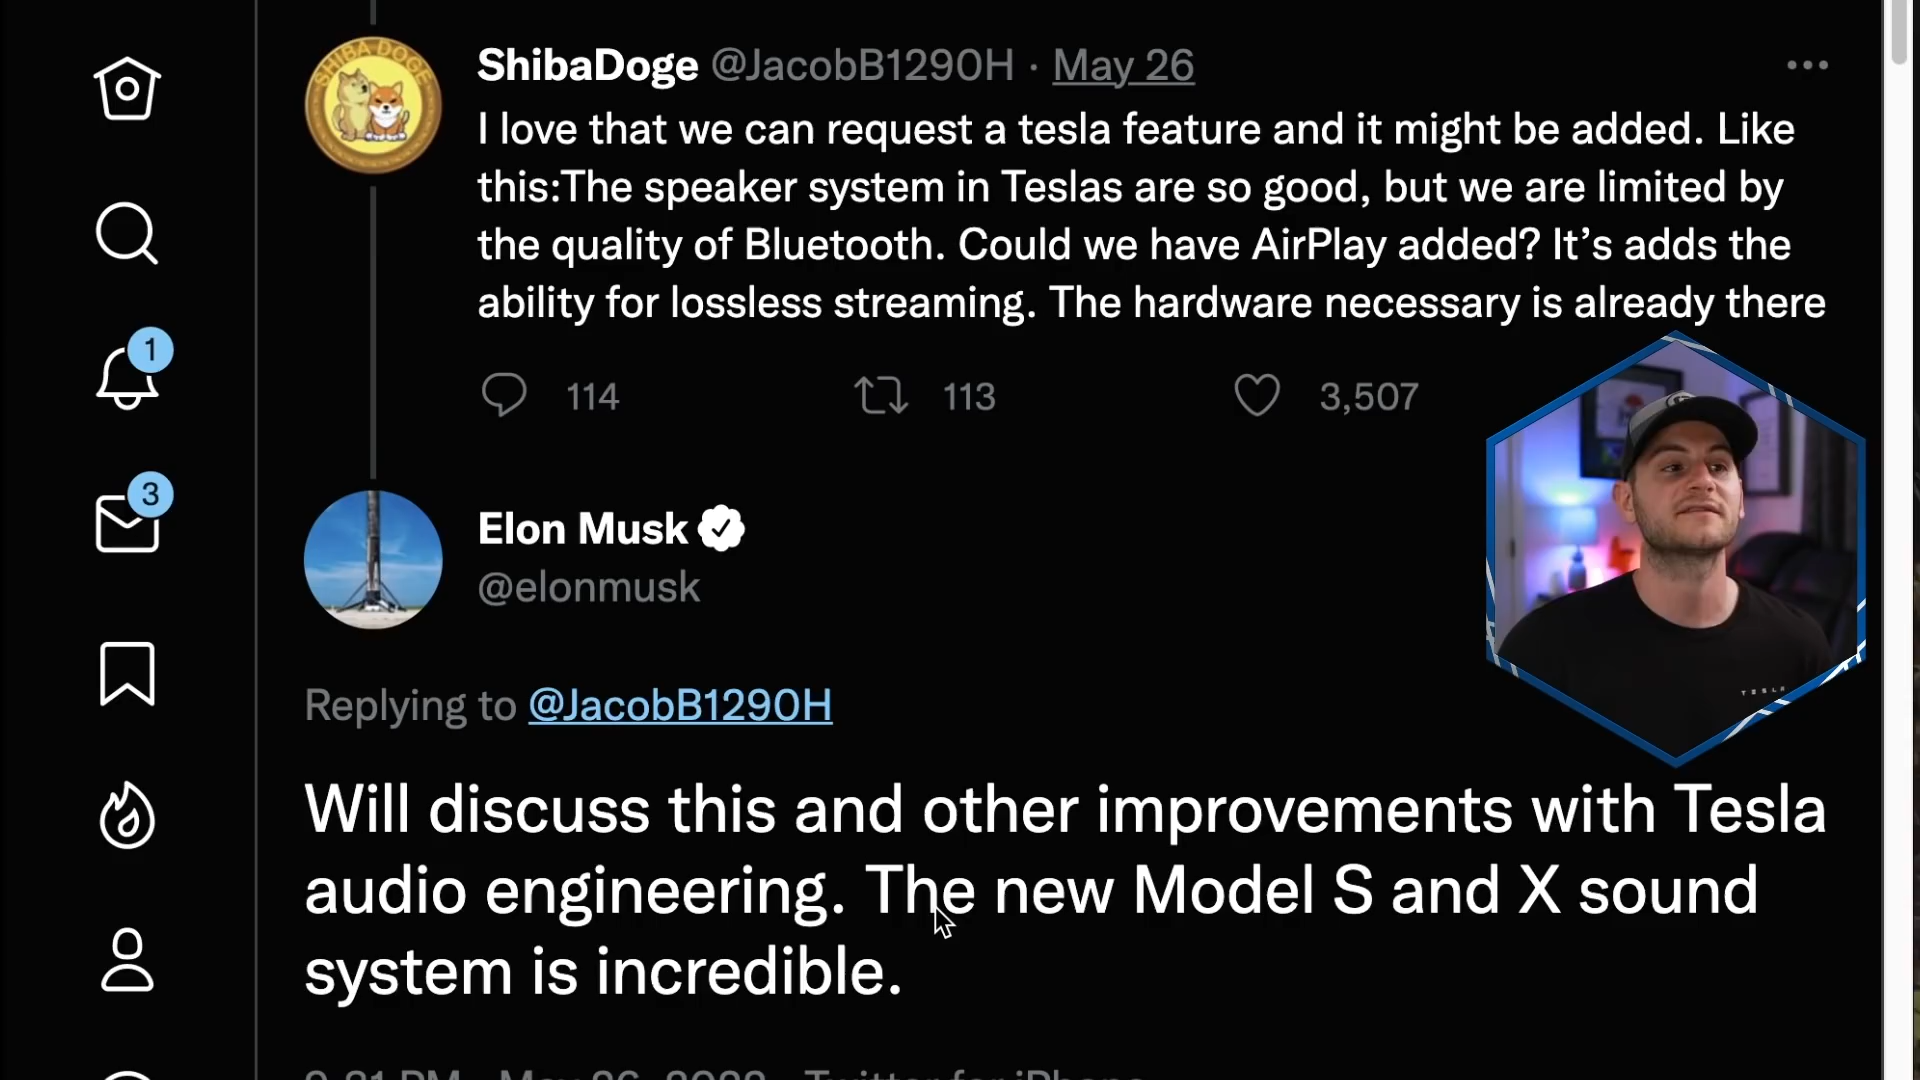 SHIBA DOGE
ShibaDoge @JacobB1290H · May 26
I love that we can request a tesla feature and it might be added. Like
this:The speaker system in Teslas are so good, but we are limited by
the quality of Bluetooth. Could we have AirPlay added? It’s adds the
ability for lossless streaming. The hardware necessary is already there
114 113 3,507
1
3
Elon Musk
@elonmusk
Replying to @JacobB1290H
Will discuss this and other improvements with Tesla
audio engineering. The new Model S and X sound
system is incredible.
TESLA